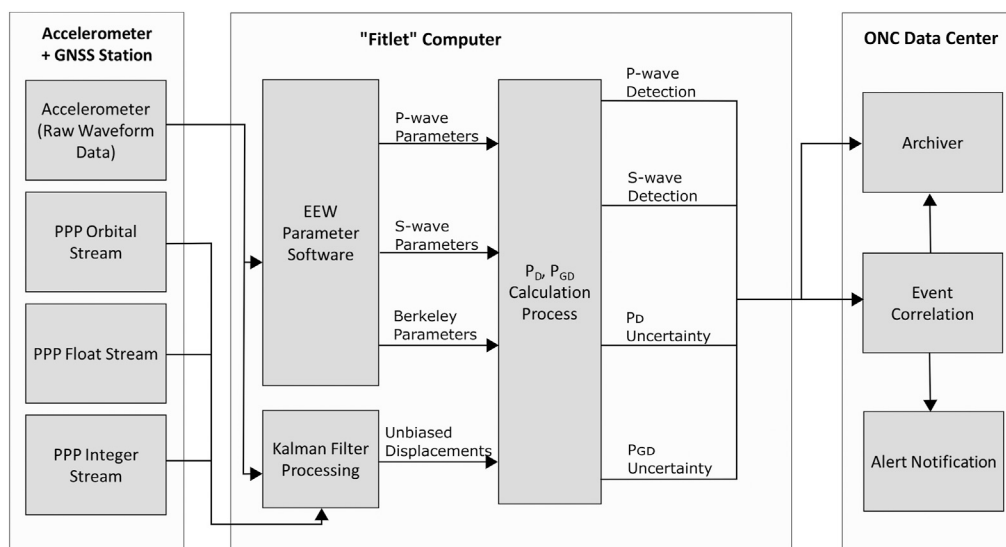 Accelerometer
+ GNSS Station
Accelerometer
(Raw Waveform
Data)
PPP Orbital
Stream
PPP Float Stream
PPP Integer
Stream
"Fitlet" Computer
EEW
Parameter
Software
Kalman Filter
Processing
P-wave
Parameters
S-wave
Parameters
Berkeley
Parameters
Unbiased
Displacements
PD, PGD
Calculation
Process
P-wave
Detection
S-wave
Detection
PD
Uncertainty
PGD
Uncertainty
ONC Data Center
Archiver
Event
Correlation
Alert Notification